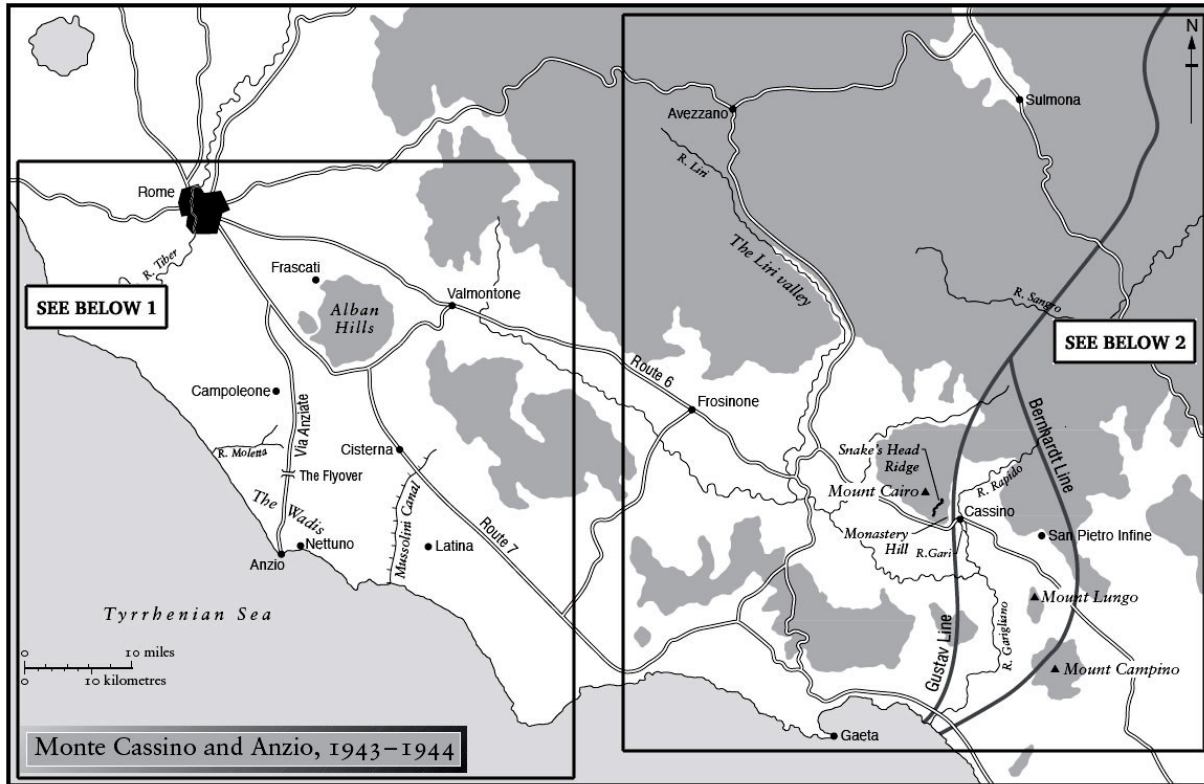 N
Avezzano
Sulmona
R. Liri
Rome
R. Tiber
Frascati
The Liri valley
R. Sangro
SEE BELOW 1
Alban
Hills
Valmontone
SEE BELOW 2
Route 6
Campoleone
Via Anziate
Frosinone
Bernhardt Line
R. Moletta
Cisterna
Snake's Head
Ridge
The Flyover
Mount Cairo
R. Rapido
The Wadis
Mussolini Canal
Route 7
Cassino
Monastery
Hill
San Pietro Infine
Nettuno
Latina
R.Gari
Anzio
Mount Lungo
Tyrrhenian Sea
R. Garigliano
Gustav Line
0 10 miles
0 10 kilometres
Mount Campino
Gaeta
Monte Cassino and Anzio, 1943–1944